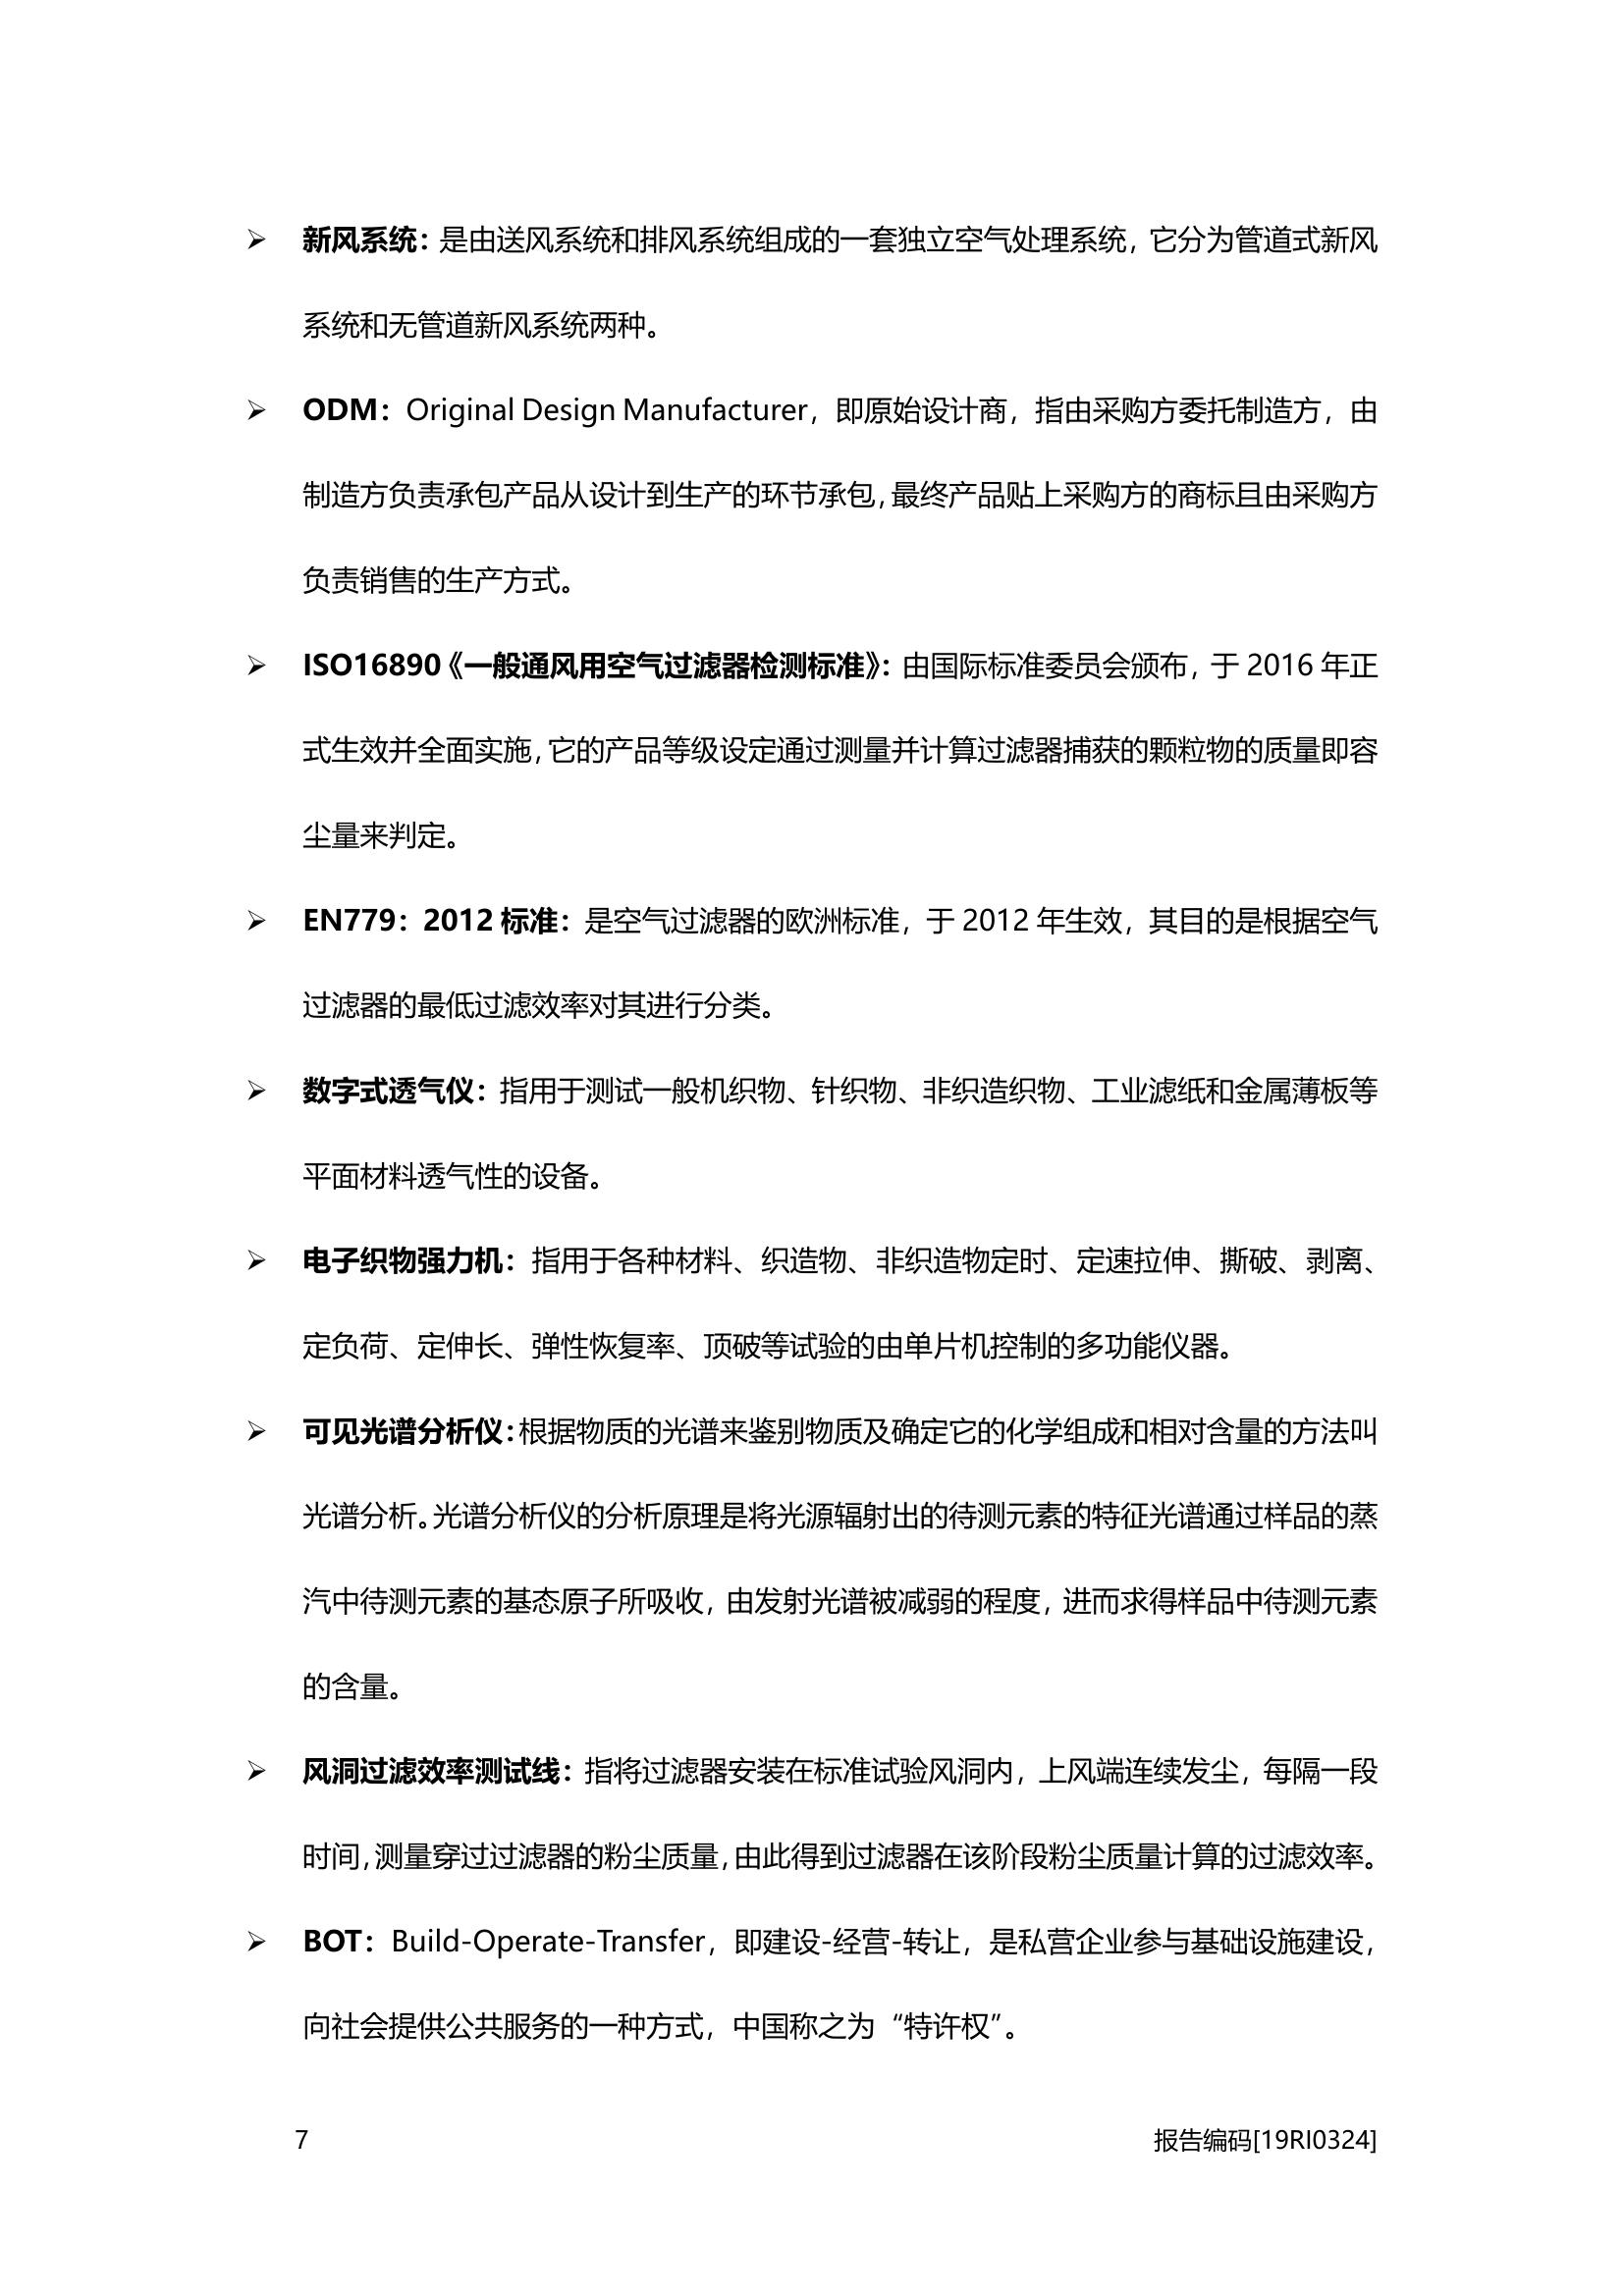 ➢ 新风系统：是由送风系统和排风系统组成的一套独立空气处理系统，它分为管道式新风
系统和无管道新风系统两种。
➢ ODM：Original Design Manufacturer，即原始设计商，指由采购方委托制造方，由
制造方负责承包产品从设计到生产的环节承包，最终产品贴上采购方的商标且由采购方
负责销售的生产方式。
➢ ISO16890《一般通风用空气过滤器检测标准》：由国际标准委员会颁布，于 2016 年正
式生效并全面实施，它的产品等级设定通过测量并计算过滤器捕获的颗粒物的质量即容
尘量来判定。
➢ EN779：2012 标准：是空气过滤器的欧洲标准，于 2012 年生效，其目的是根据空气
过滤器的最低过滤效率对其进行分类。
➢ 数字式透气仪：指用于测试一般机织物、针织物、非织造织物、工业滤纸和金属薄板等
平面材料透气性的设备。
➢ 电子织物强力机：指用于各种材料、织造物、非织造物定时、定速拉伸、撕破、剥离、
定负荷、定伸长、弹性恢复率、顶破等试验的由单片机控制的多功能仪器。
➢ 可见光谱分析仪：根据物质的光谱来鉴别物质及确定它的化学组成和相对含量的方法叫
光谱分析。光谱分析仪的分析原理是将光源辐射出的待测元素的特征光谱通过样品的蒸
汽中待测元素的基态原子所吸收，由发射光谱被减弱的程度，进而求得样品中待测元素
的含量。
➢ 风洞过滤效率测试线：指将过滤器安装在标准试验风洞内，上风端连续发尘，每隔一段
时间，测量穿过过滤器的粉尘质量，由此得到过滤器在该阶段粉尘质量计算的过滤效率。
➢ BOT：Build-Operate-Transfer，即建设-经营-转让，是私营企业参与基础设施建设，
向社会提供公共服务的一种方式，中国称之为“特许权”。
7 报告编码[19RI0324]